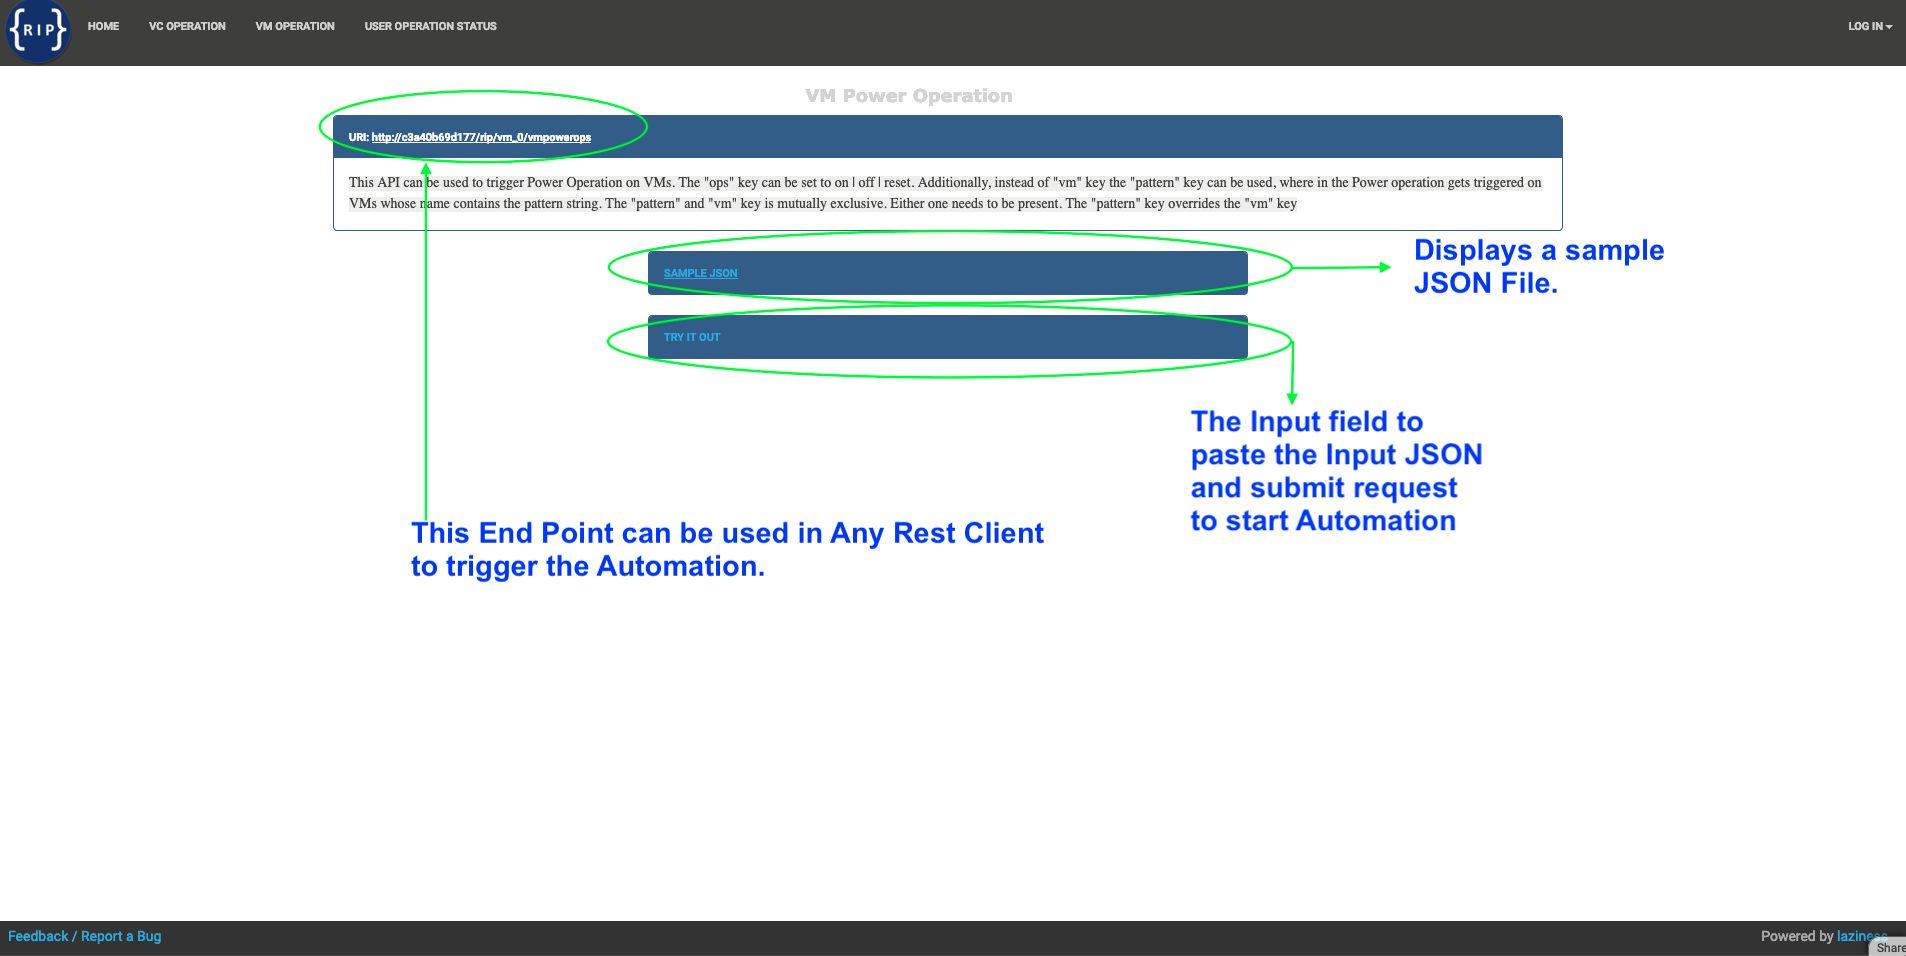 {RIP}
HOME VC OPERATION VM OPERATION USER OPERATION STATUS LOG IN
VM Power Operation
URI: http://c3a40b69d177/rip/vm_0/vmpowerops
This API can be used to trigger Power Operation on VMs. The "ops" key can be set to on | off | reset. Additionally, instead of "vm" key the "pattern" key can be used, where in the Power operation gets triggered on
VMs whose name contains the pattern string. The "pattern" and "vm" key is mutually exclusive. Either one needs to be present. The "pattern" key overrides the "vm" key
SAMPLE JSON
Displays a sample
JSON File.
TRY IT OUT
The Input field to
paste the Input JSON
and submit request
to start Automation
This End Point can be used in Any Rest Client
to trigger the Automation.
Feedback / Report a Bug
Powered by laziness
Share